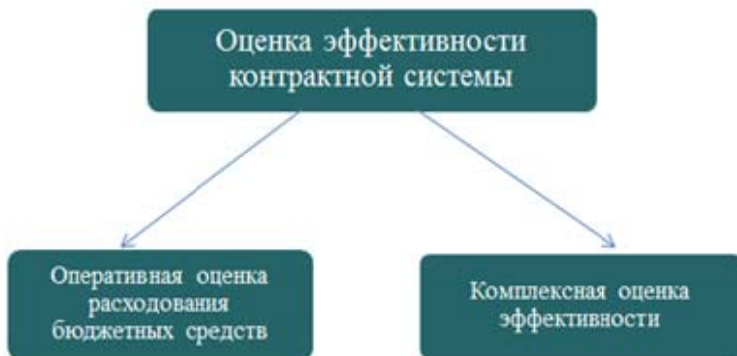 Оценка эффективности
контрактной системы
Оперативная оценка
расходования
бюджетных средств
Комплексная оценка
эффективности